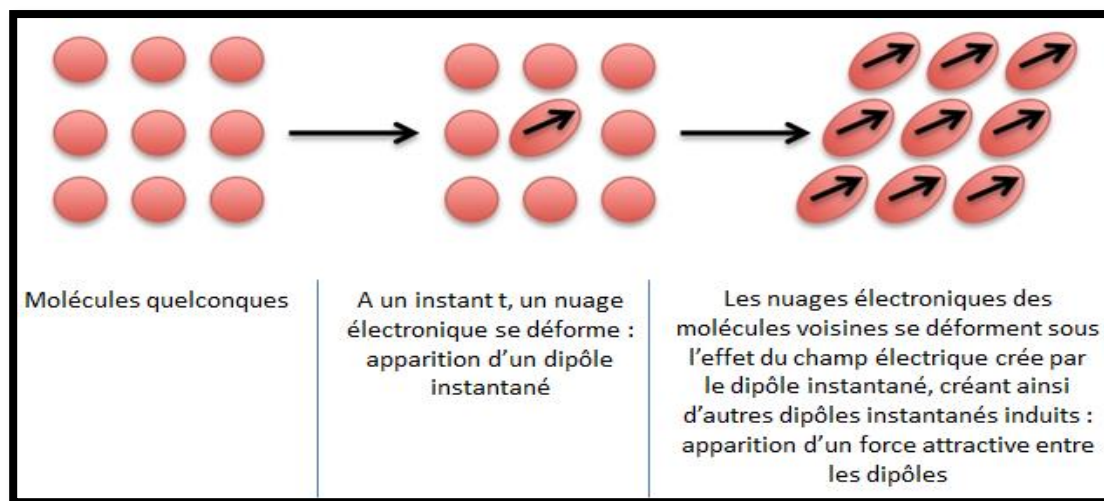 Molécules quelconques
A un instant t, un nuage
électronique se déforme :
apparition d'un dipôle
instantané
Les nuages électroniques des
molécules voisines se déforment sous
l'effet du champ électrique crée par
le dipôle instantané, créant ainsi
d'autres dipôles instantanés induits :
apparition d'un force attractive entre
les dipôles